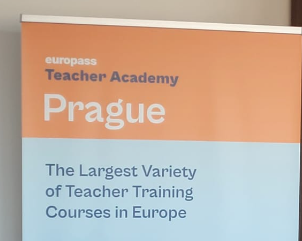 europass
Teacher Academy
Prague
The Largest Variety
of Teacher Training
Courses in Europe